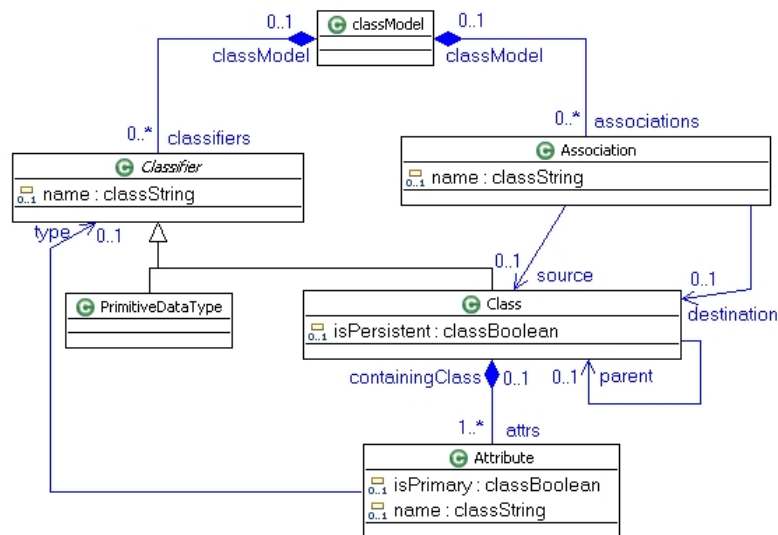 0..1
classModel
0..1
classModel
classModel
0..*
classifiers
0..*
associations
C Classifier
0..1 name : classString
C Association
0..1 name : classString
type
0..1
0..1
source
0..1
destination
C PrimitiveDataType
C Class
0..1 isPersistent : classBoolean
containingClass
0..1
0..1
parent
1..*
attrs
C Attribute
0..1 isPrimary : classBoolean
0..1 name : classString